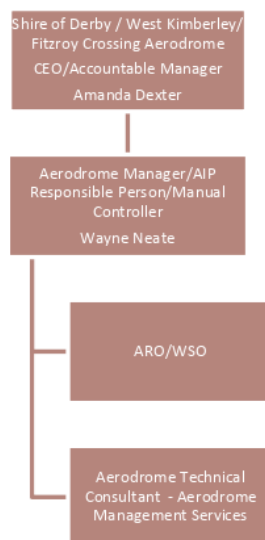 Shire of Derby / West Kimberley/
Fitzroy Crossing Aerodrome
CEO/Accountable Manager
Amanda Dexter
Aerodrome Manager/AIP
Responsible Person/Manual
Controller
Wayne Neate
ARO/WSO
Aerodrome Technical
Consultant - Aerodrome
Management Services